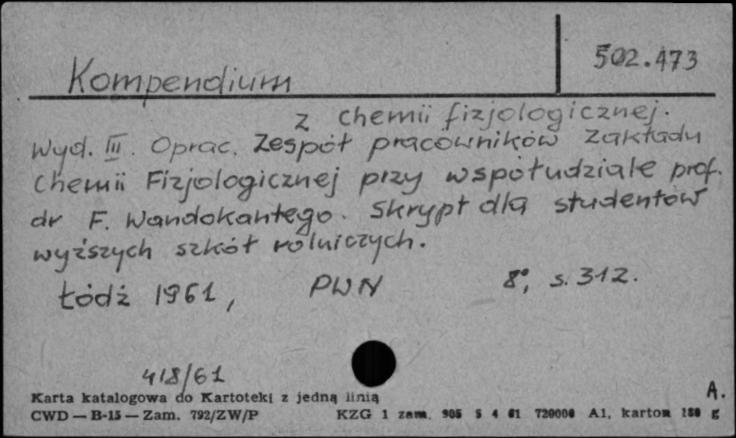 502.473
Kompendium
z chemii fizjologicznej.
Wyd. III. Oprac. Zespół pracowników Zakładu
Chemii Fizjologicznej przy współudziale prof.
dr F. Wandokantego. Skrypt dla studentów
wyższych szkół rolniczych.
Łódź 1961, PWN 8°, s. 312.
418/61
Karta katalogowa do Kartoteki z jedną linią
A.
CWD — B-15 — Zam. 792/ZW/P KZG 1 zam. 905 5 4 61 720000 A1, karton 180 g